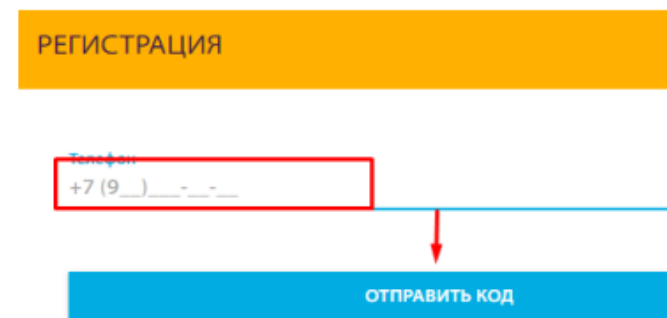 РЕГИСТРАЦИЯ
Телефон
+7 (9__)___-__-__
ОТПРАВИТЬ КОД